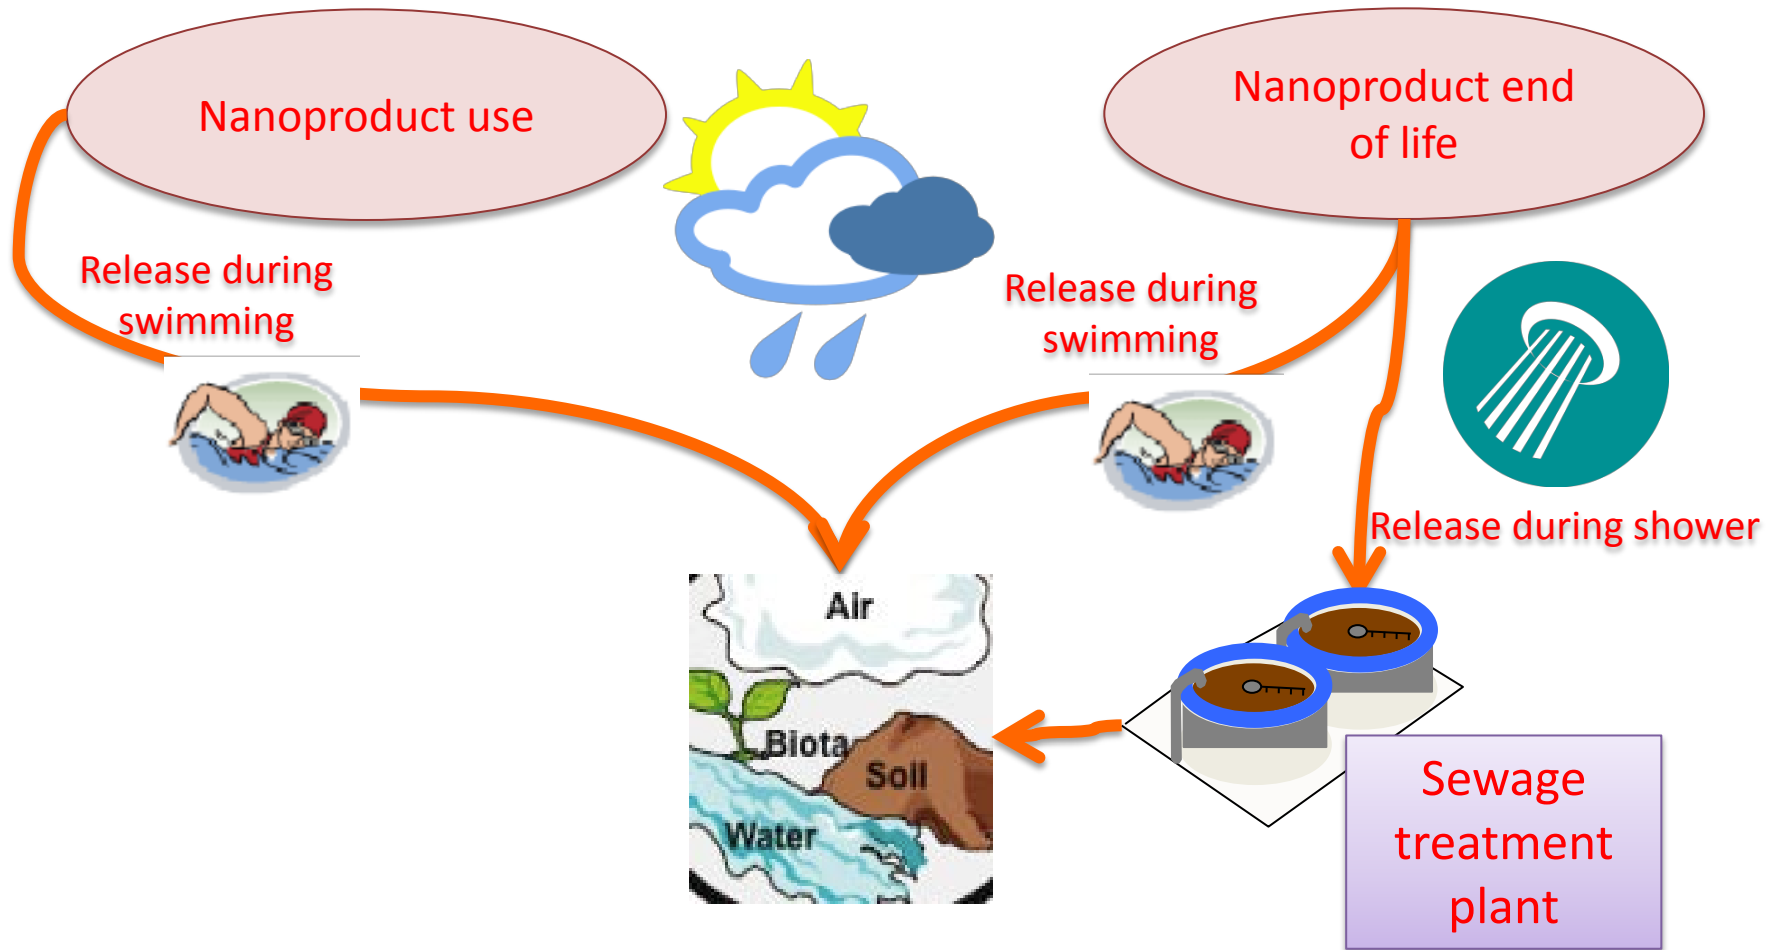 Nanoproduct use
Nanoproduct end
of life
Release during
swimming
Release during
swimming
Release during shower
Air
Biota
Soil
Water
Sewage
treatment
plant